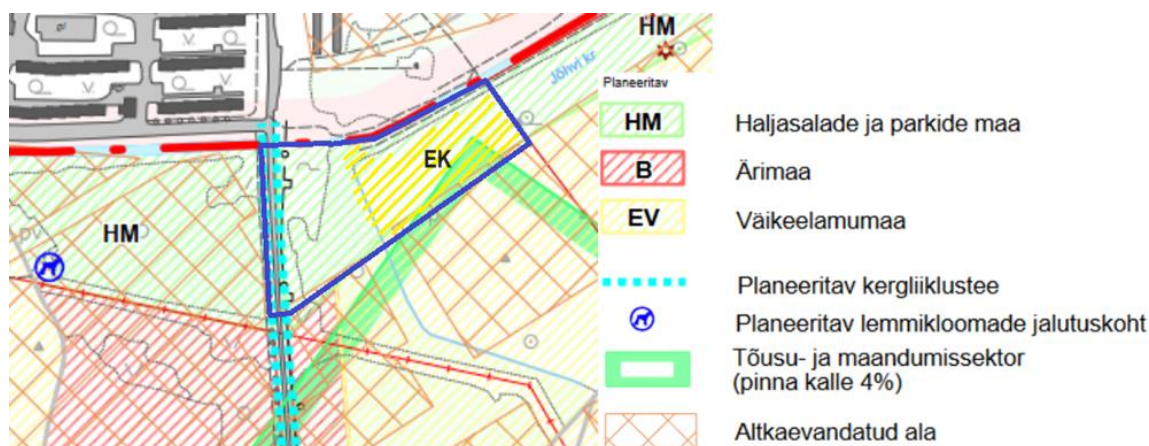 HM
Jõhvi kr
EK
HM
pv
Planeeritav
HM Haljasalade ja parkide maa
B Ärimaa
EV Väikeelamumaa
Planeeritav kergliiklustee
Planeeritav lemmikloomade jalutuskoht
Tõusu- ja maandumissektor
(pinna kalle 4%)
Altkaevandatud ala